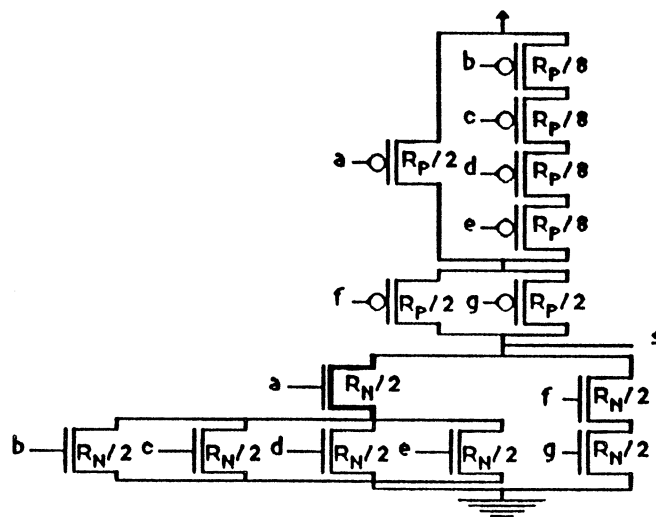 b R_P/8
c R_P/8
a R_P/2 d R_P/8
e R_P/8
f R_P/2 g R_P/2
s
a R_N/2 f R_N/2
b R_N/2 c R_N/2 d R_N/2 e R_N/2 g R_N/2